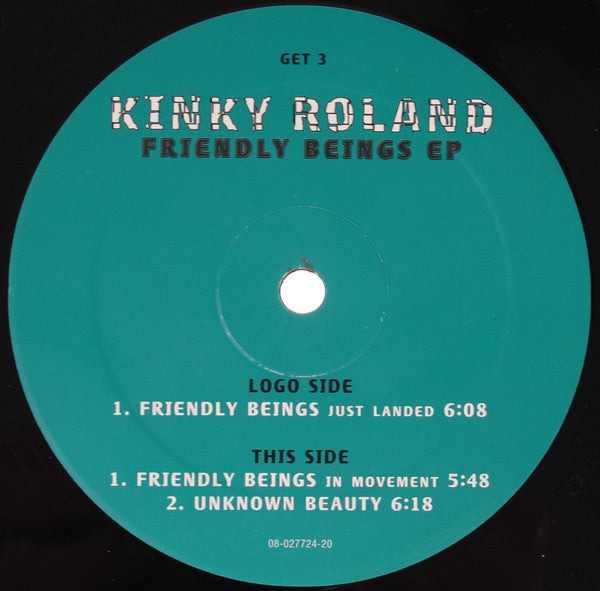 GET 3
KINKY ROLAND
FRIENDLY BEINGS EP
LOGO SIDE
1. FRIENDLY BEINGS JUST LANDED 6:08
THIS SIDE
1. FRIENDLY BEINGS IN MOVEMENT 5:48
2. UNKNOWN BEAUTY 6:18
08-027724-20